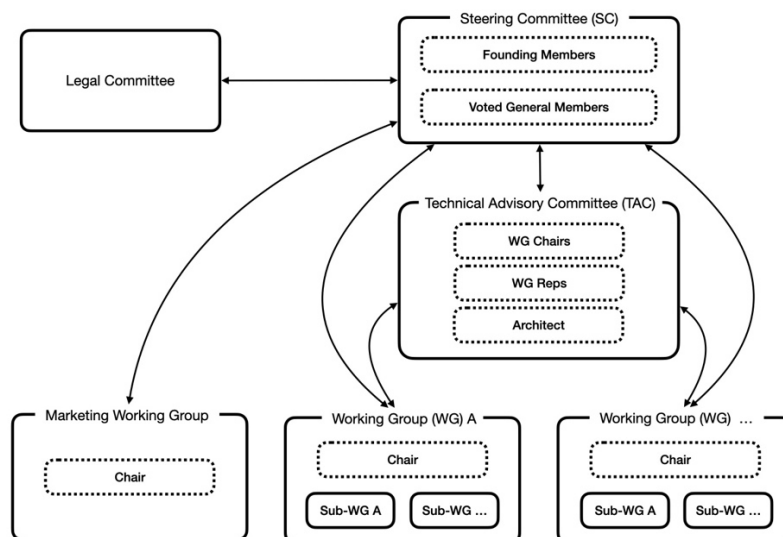 Steering Committee (SC)
Founding Members
Voted General Members
Legal Committee
Technical Advisory Committee (TAC)
WG Chairs
WG Reps
Architect
Marketing Working Group
Chair
Working Group (WG) A
Chair
Sub-WG A
Sub-WG ...
Working Group (WG) ...
Chair
Sub-WG A
Sub-WG ...